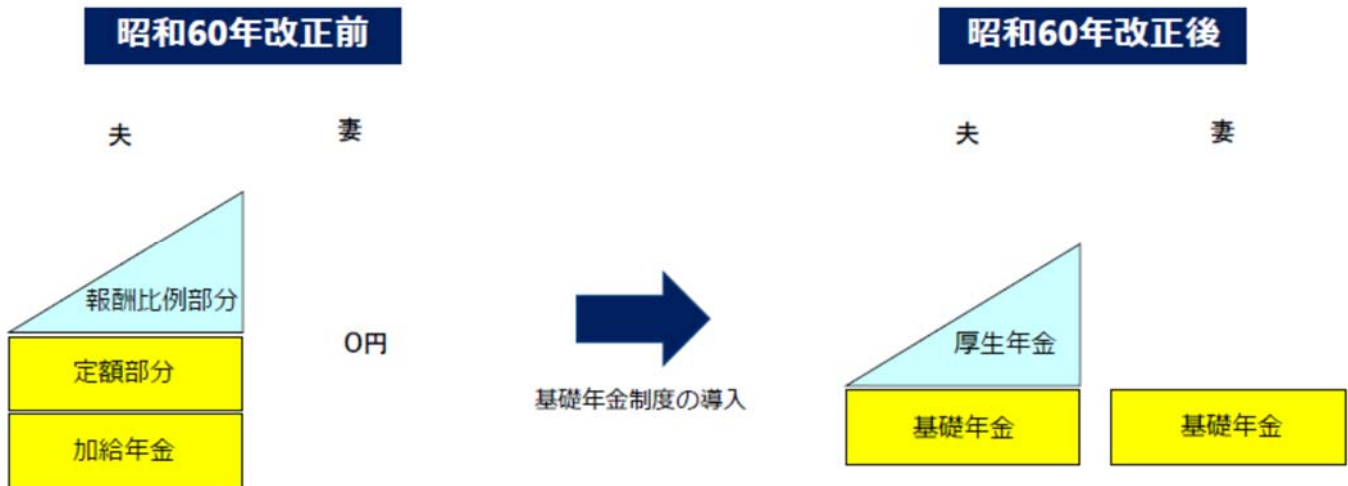 昭和60年改正前
夫
妻
報酬比例部分
定額部分
加給年金
0円
基礎年金制度の導入
昭和60年改正後
夫
妻
厚生年金
基礎年金
基礎年金